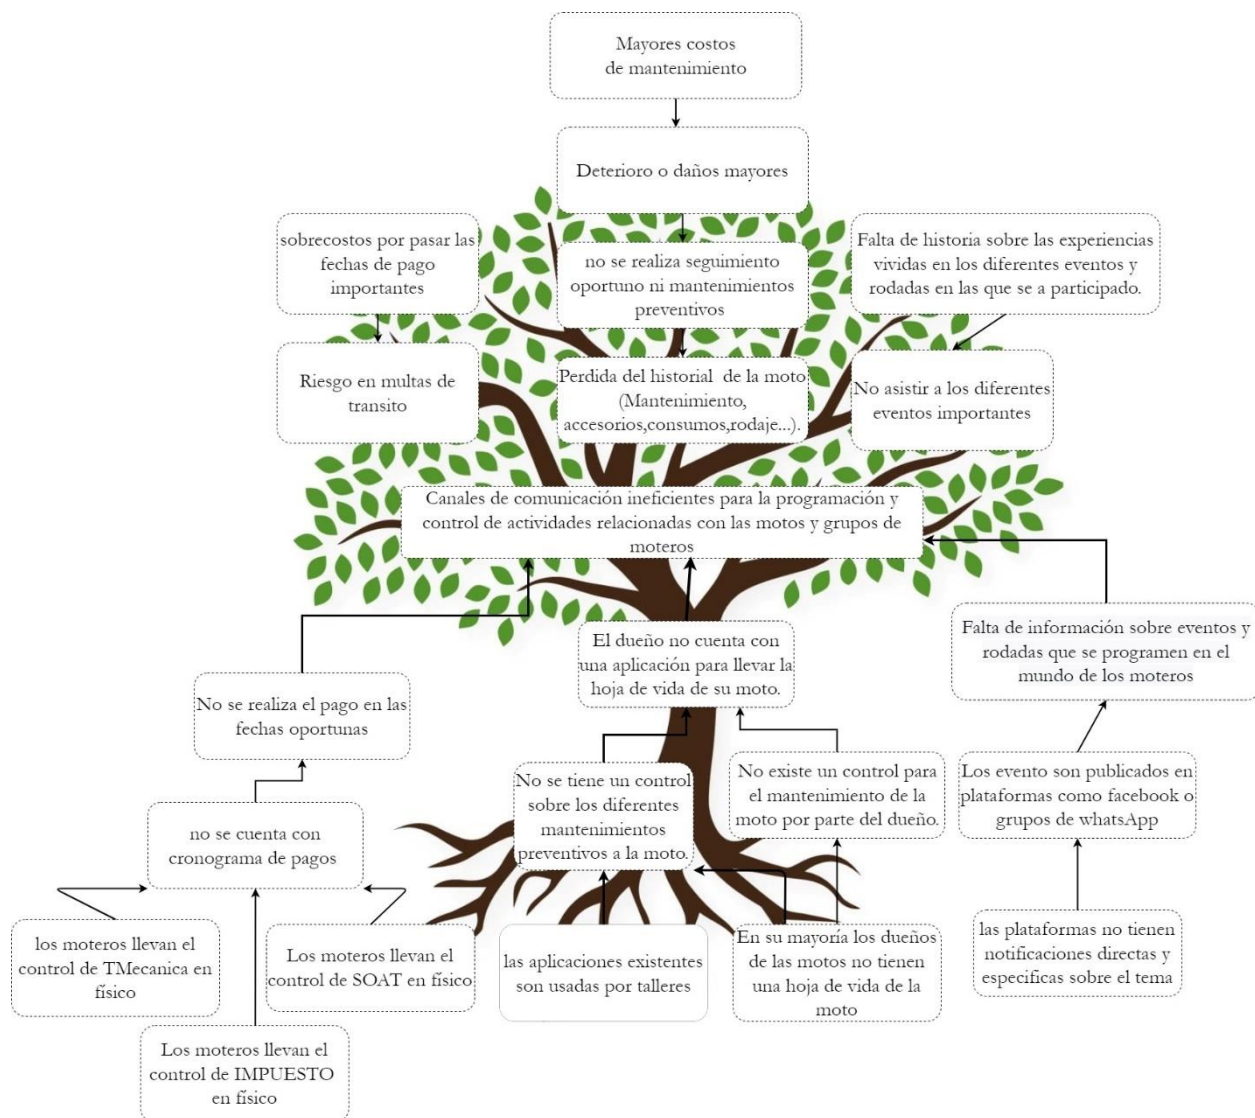 Mayores costos
de mantenimiento
Deterioro o daños mayores
sobrecostos por pasar las
fechas de pago
importantes
no se realiza seguimiento
oportuno ni mantenimientos
preventivos
Falta de historia sobre las experiencias
vividas en los diferentes eventos y
rodadas en las que se a participado.
Riesgo en multas de
transito
Perdida del historial de la moto
(Mantenimiento,
accesorios,consumos,rodaje...).
No asistir a los diferentes
eventos importantes
Canales de comunicación ineficientes para la programación y
control de actividades relacionadas con las motos y grupos de
moteros
El dueño no cuenta con
una aplicación para llevar la
hoja de vida de su moto.
Falta de información sobre eventos y
rodadas que se programen en el
mundo de los moteros
No se realiza el pago en las
fechas oportunas
No se tiene un control
sobre los diferentes
mantenimientos
preventivos a la moto.
No existe un control para
el mantenimiento de la
moto por parte del dueño.
Los evento son publicados en
plataformas como facebook o
grupos de whatsApp
no se cuenta con
cronograma de pagos
los moteros llevan el
control de TMecanica en
físico
Los moteros llevan el
control de SOAT en físico
las aplicaciones existentes
son usadas por talleres
En su mayoría los dueños
de las motos no tienen
una hoja de vida de la
moto
las plataformas no tienen
notificaciones directas y
especificas sobre el tema
Los moteros llevan el
control de IMPUESTO
en físico